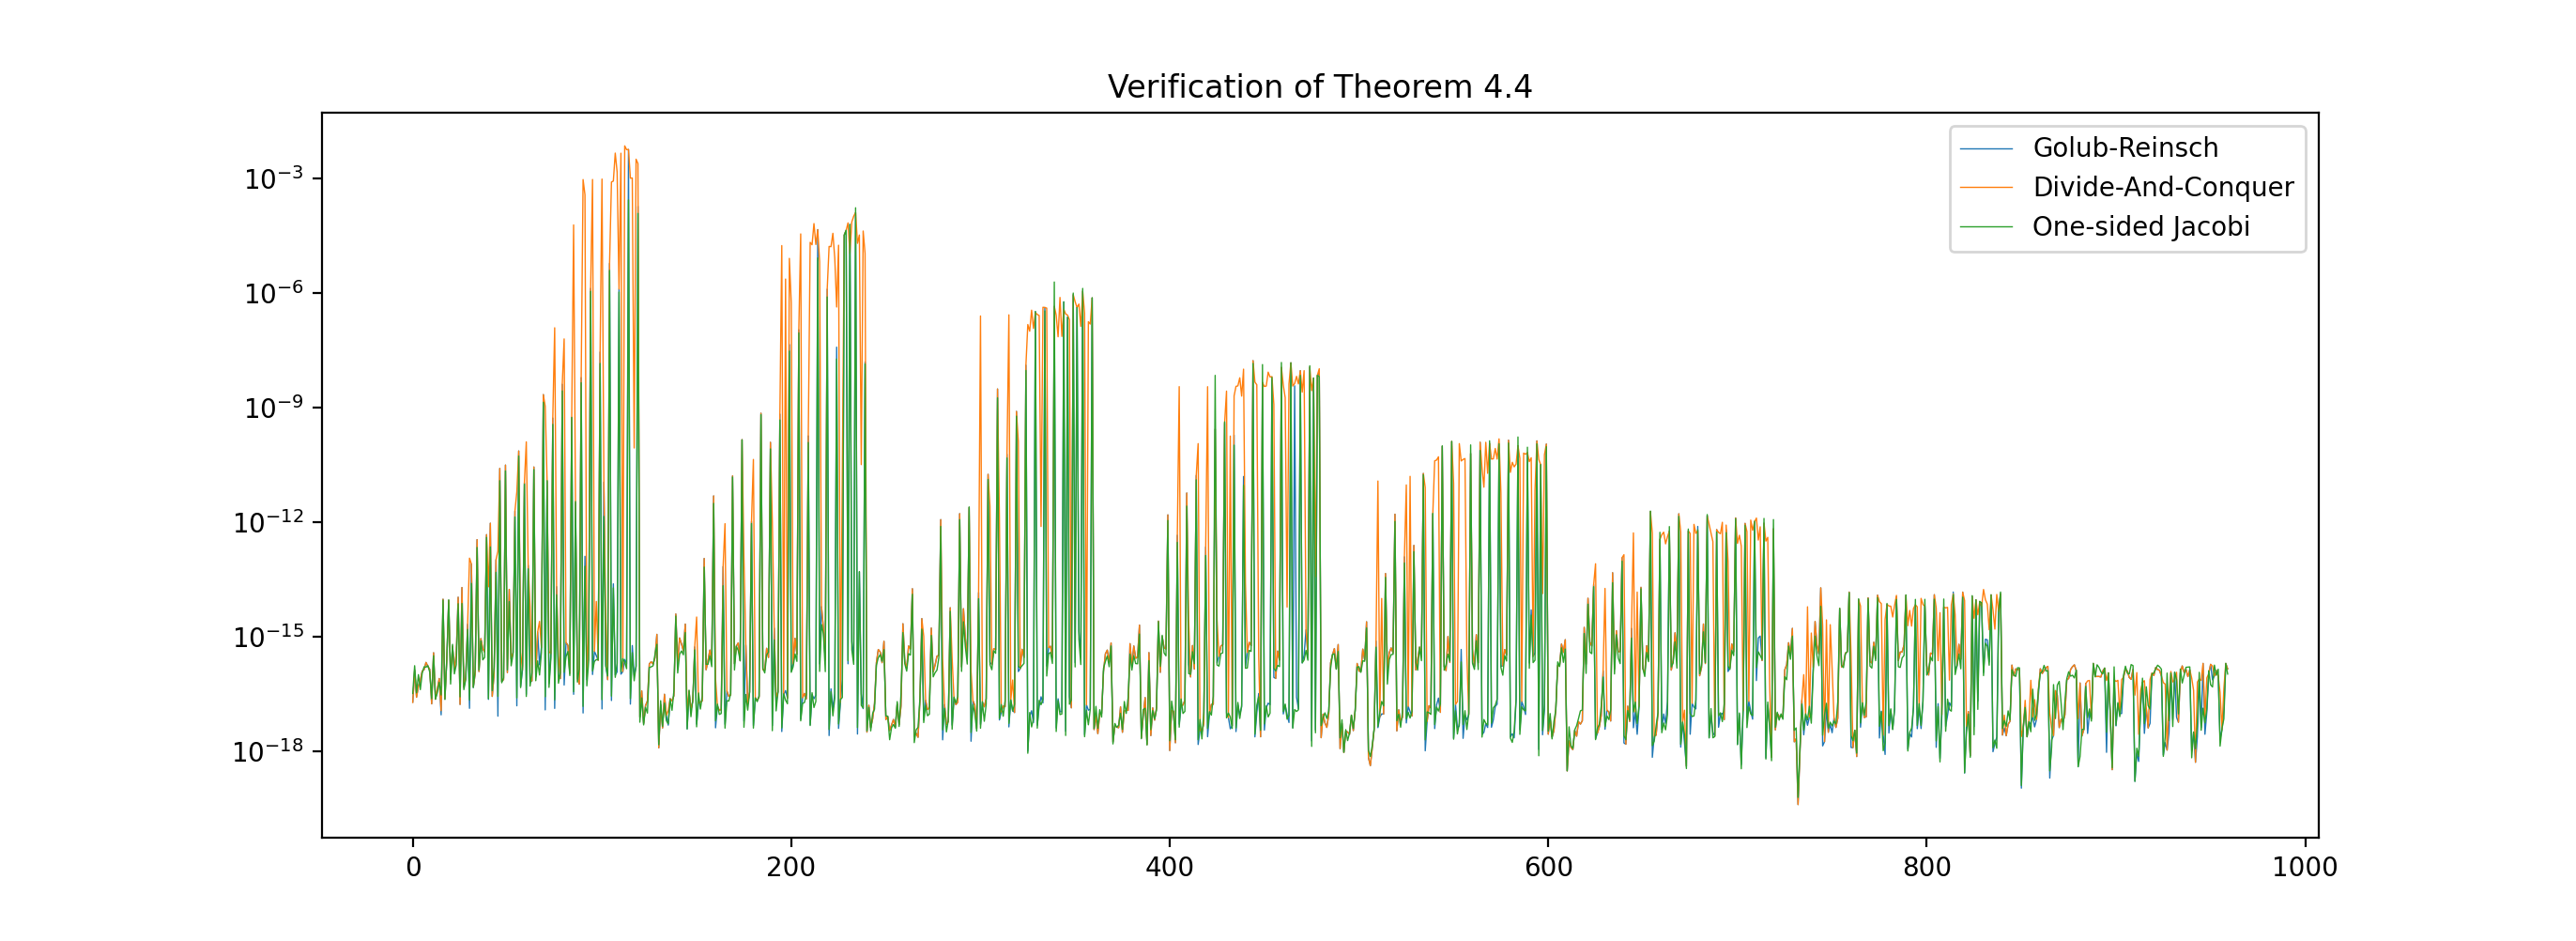 Verification of Theorem 4.4
Golub-Reinsch
Divide-And-Conquer
One-sided Jacobi
10⁻³
10⁻⁶
10⁻⁹
10⁻¹²
10⁻¹⁵
10⁻¹⁸
0 200 400 600 800 1000